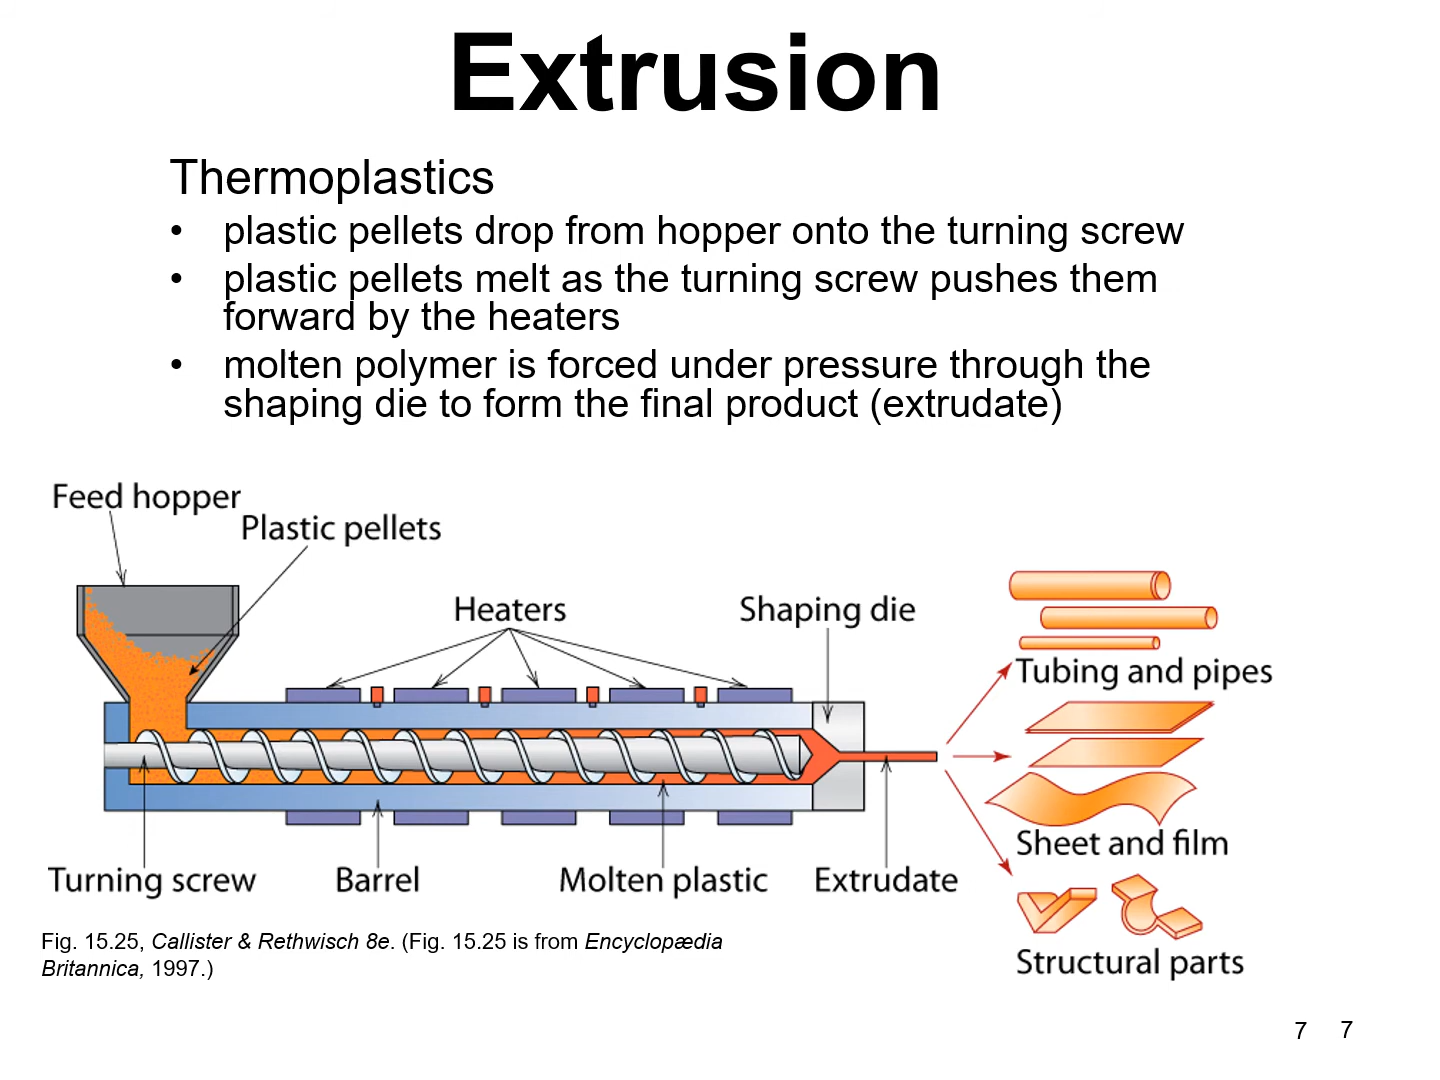 Extrusion
Thermoplastics
• plastic pellets drop from hopper onto the turning screw
• plastic pellets melt as the turning screw pushes them
forward by the heaters
• molten polymer is forced under pressure through the
shaping die to form the final product (extrudate)
Feed hopper
Plastic pellets
Heaters
Shaping die
Tubing and pipes
Sheet and film
Turning screw
Barrel
Molten plastic
Extrudate
Structural parts
Fig. 15.25, Callister & Rethwisch 8e. (Fig. 15.25 is from Encyclopædia
Britannica, 1997.)
7 7